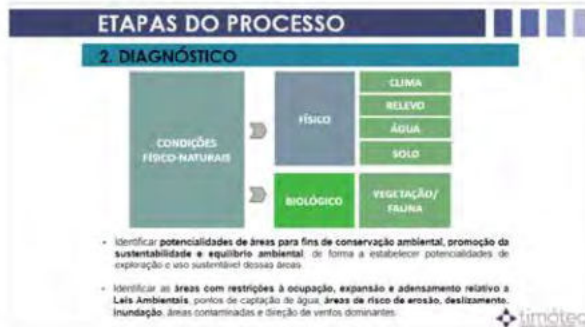 ETAPAS DO PROCESSO
2. DIAGNÓSTICO
CONDIÇÕES
FÍSICO-NATURAIS
FÍSICO
CLIMA
RELEVO
ÁGUA
SOLO
BIOLÓGICO
VEGETAÇÃO/
FAUNA
• Identificar potencialidades de áreas para fins de conservação ambiental, promoção da
sustentabilidade e equilíbrio ambiental, de forma a estabelecer potencialidades de
exploração e uso sustentável dessas áreas.
• Identificar as áreas com restrições à ocupação, expansão e adensamento relativo a
Leis Ambientais, pontos de captação de água, áreas de risco de erosão, deslizamento,
inundação, áreas contaminadas e direção de ventos dominantes.
timóteo